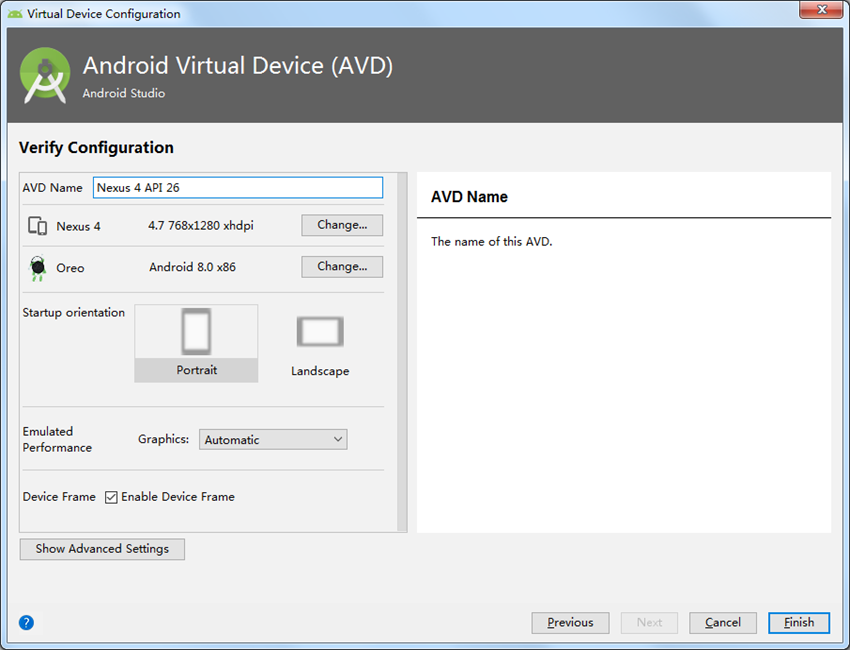 Virtual Device Configuration
Android Virtual Device (AVD)
Android Studio
Verify Configuration
AVD Name Nexus 4 API 26
Nexus 4 4.7 768x1280 xhdpi Change...
Oreo Android 8.0 x86 Change...
Startup orientation
Portrait Landscape
Emulated
Performance
Graphics: Automatic
Device Frame Enable Device Frame
Show Advanced Settings
AVD Name
The name of this AVD.
?
Previous Next Cancel Finish